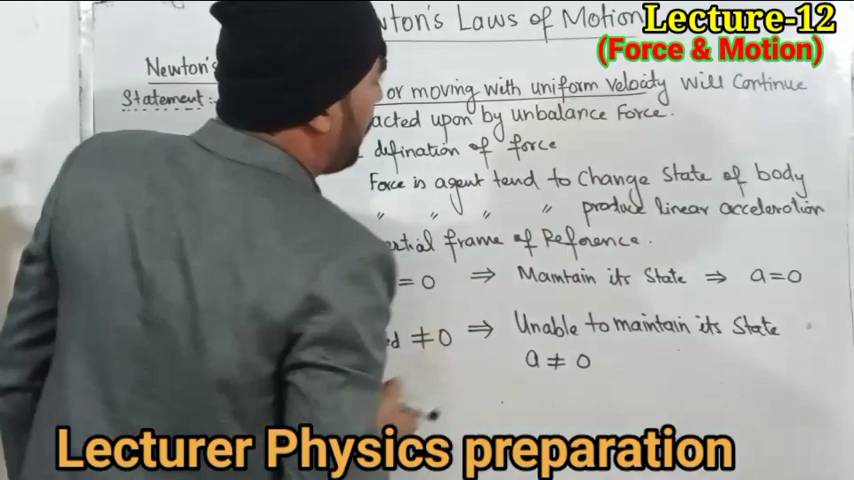 wton's Laws of Motion
Lecture-12
(Force & Motion)
Newton's
Statement:-
or moving with uniform velocity will Continue
acted upon by unbalance Force.
defination of force
Force is agent tend to change state of body
" " " " produce linear acceleration
ertial frame of Reference.
= 0 ⇒ Maintain its state ⇒ a=0
ed ≠0 ⇒ Unable to maintain its state
a ≠ 0
Lecturer Physics preparation